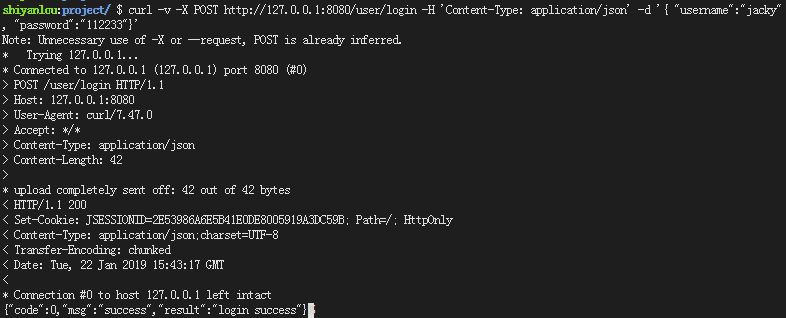 shiyanlou:project/ $ curl -v -X POST http://127.0.0.1:8080/user/login -H 'Content-Type: application/json' -d '{ "username":"jacky"
, "password":"112233"}'
Note: Unnecessary use of -X or --request, POST is already inferred.
*   Trying 127.0.0.1...
* Connected to 127.0.0.1 (127.0.0.1) port 8080 (#0)
> POST /user/login HTTP/1.1
> Host: 127.0.0.1:8080
> User-Agent: curl/7.47.0
> Accept: */*
> Content-Type: application/json
> Content-Length: 42
>
* upload completely sent off: 42 out of 42 bytes
< HTTP/1.1 200
< Set-Cookie: JSESSIONID=2E53986A6E5B41E0DE8005919A3DC59B; Path=/; HttpOnly
< Content-Type: application/json;charset=UTF-8
< Transfer-Encoding: chunked
< Date: Tue, 22 Jan 2019 15:43:17 GMT
<
* Connection #0 to host 127.0.0.1 left intact
{"code":0,"msg":"success","result":"login success"}